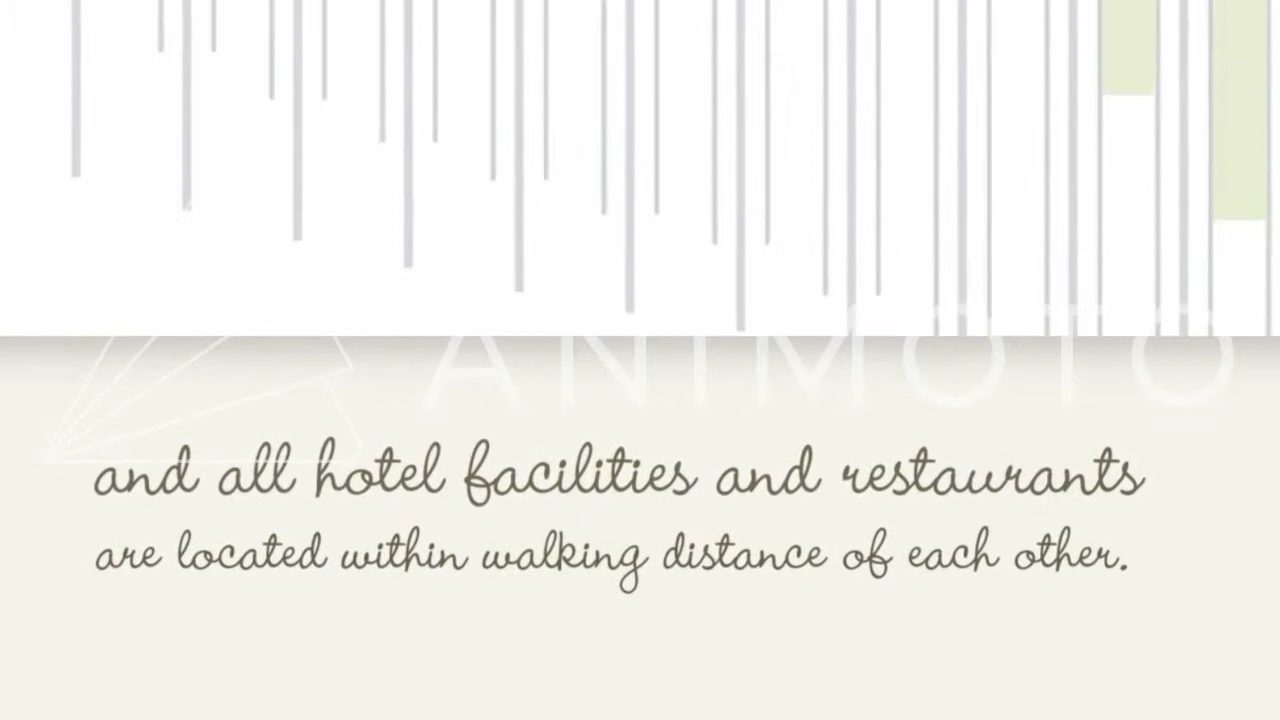 ANIMOTO
and all hotel facilities and restaurants
are located within walking distance of each other.